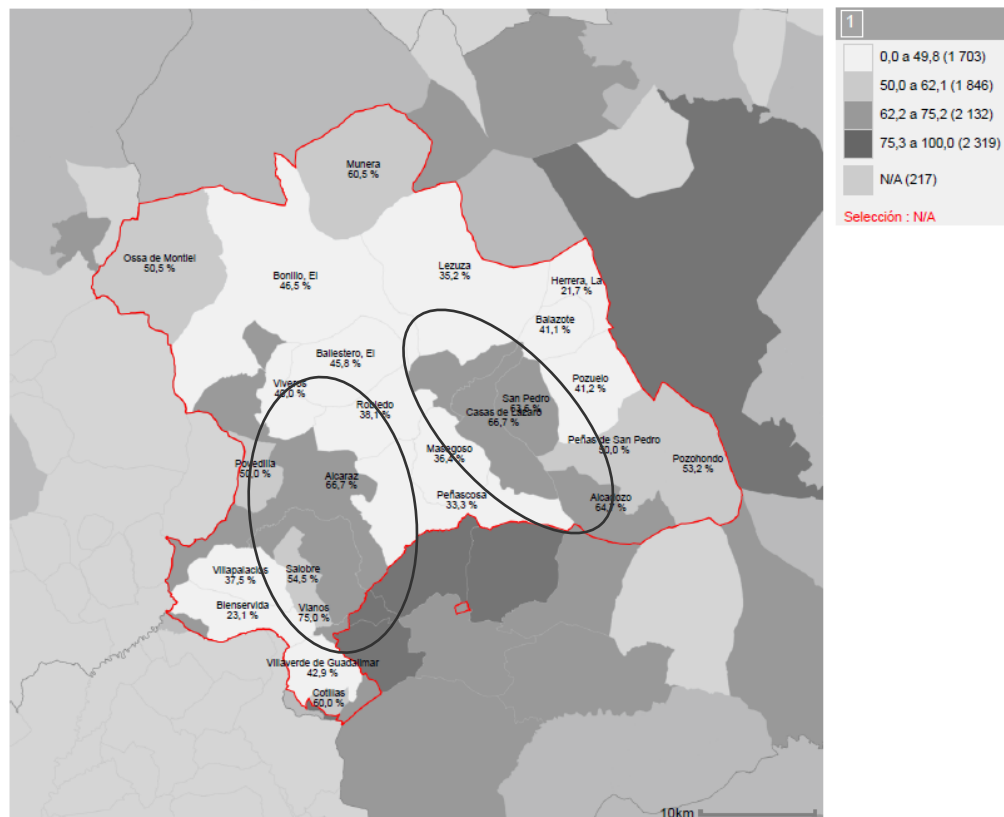 1
0,0 a 49,8 (1 703)
50,0 a 62,1 (1 846)
62,2 a 75,2 (2 132)
75,3 a 100,0 (2 319)
N/A (217)
Selección : N/A
Munera
60,5 %
Ossa de Montiel
50,5 %
Bonillo, El
46,5 %
Lezuza
35,2 %
Herrera, La
21,7 %
Balazote
41,1 %
Ballestero, El
45,8 %
Viveros
40,0 %
Robledo
38,1 %
Pozuelo
41,2 %
San Pedro
Casas de Lázaro
66,7 %
Masegoso
36,4 %
Peñas de San Pedro
50,0 %
Pozohondo
53,2 %
Povedilla
50,0 %
Alcaraz
66,7 %
Peñascosa
33,3 %
Alcadozo
64,7 %
Villapalacios
37,5 %
Salobre
54,5 %
Bienservida
23,1 %
Vianos
75,0 %
Villaverde de Guadalimar
42,9 %
Cotillas
60,0 %
10km